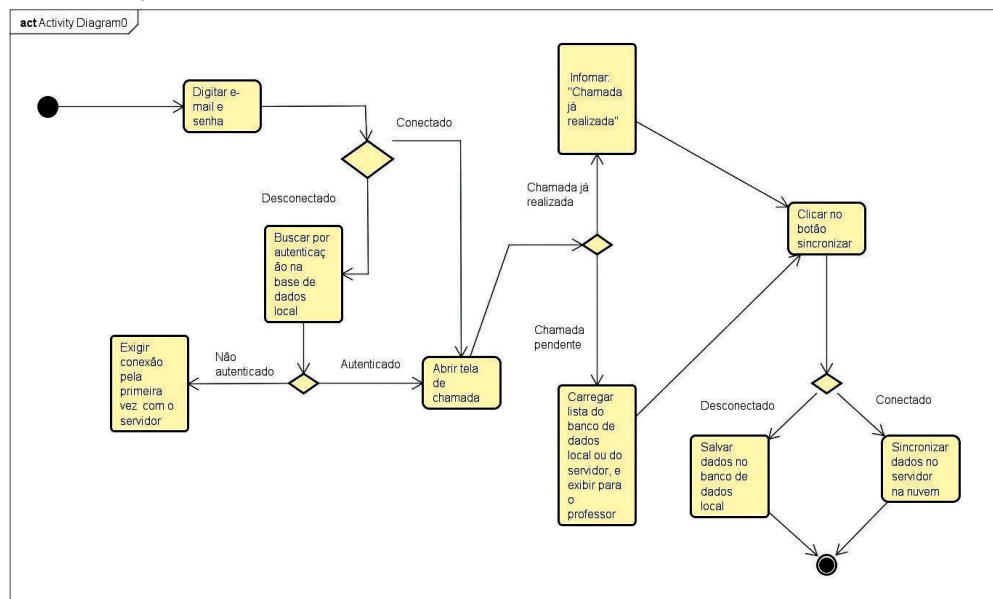 act Activity Diagram0
Digitar e-
mail e
senha
Conectado
Desconectado
Buscar por
autenticaç
ão na
base de
dados
local
Não
autenticado
Autenticado
Exigir
conexão
pela
primeira
vez com o
servidor
Abrir tela
de
chamada
Infomar:
"Chamada
já
realizada"
Chamada já
realizada
Chamada
pendente
Carregar
lista do
banco de
dados
local ou do
servidor, e
exibir para
o
professor
Clicar no
botão
sincronizar
Desconectado
Conectado
Salvar
dados no
banco de
dados
local
Sincronizar
dados no
servidor
na nuvem